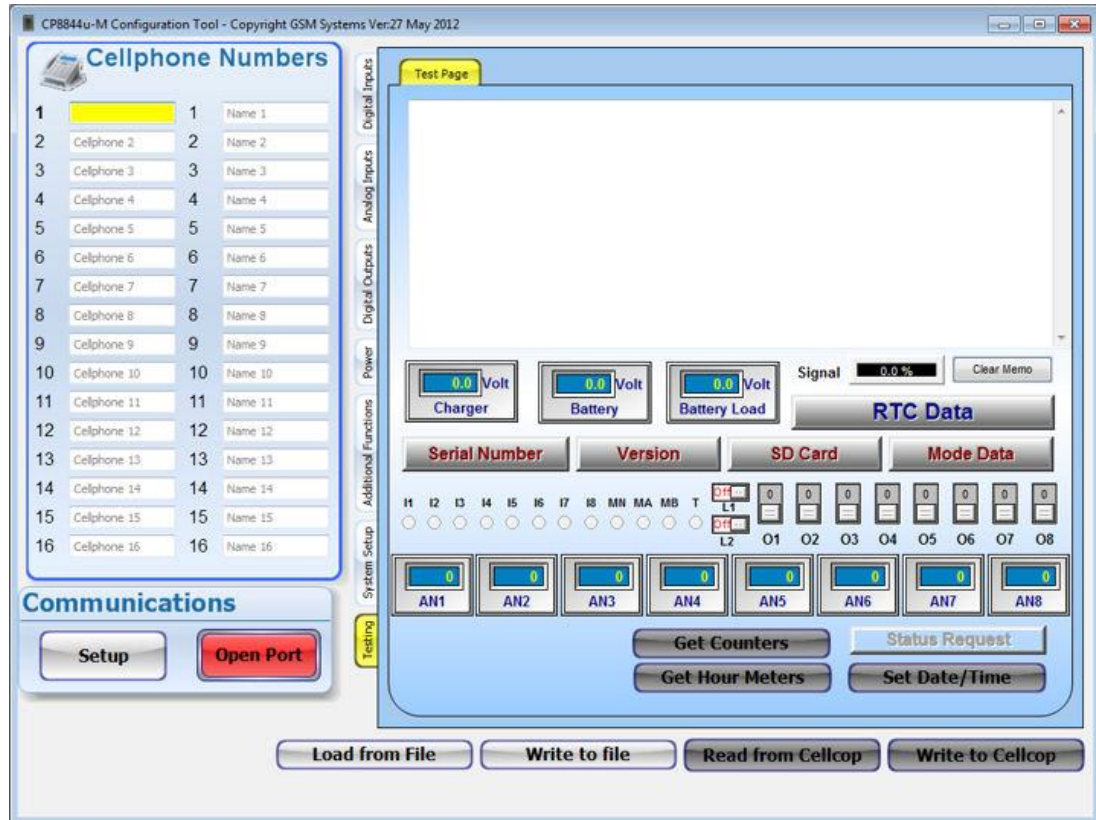 CP8844u-M Configuration Tool - Copyright GSM Systems Ver:27 May 2012
Cellphone Numbers
1 1 Name 1
2 Cellphone 2 2 Name 2
3 Cellphone 3 3 Name 3
4 Cellphone 4 4 Name 4
5 Cellphone 5 5 Name 5
6 Cellphone 6 6 Name 6
7 Cellphone 7 7 Name 7
8 Cellphone 8 8 Name 8
9 Cellphone 9 9 Name 9
10 Cellphone 10 10 Name 10
11 Cellphone 11 11 Name 11
12 Cellphone 12 12 Name 12
13 Cellphone 13 13 Name 13
14 Cellphone 14 14 Name 14
15 Cellphone 15 15 Name 15
16 Cellphone 16 16 Name 16
Communications
Setup Open Port
Digital Inputs
Analog Inputs
Digital Outputs
Power
Additional Functions
System Setup
Testing
Test Page
0.0 Volt 0.0 Volt 0.0 Volt Signal 0.0 % Clear Memo
Charger Battery Battery Load RTC Data
Serial Number Version SD Card Mode Data
Off 0 0 0 0 0 0 0 0
I1 I2 I3 I4 I5 I6 I7 I8 MN MA MB T L1
Off
L2 O1 O2 O3 O4 O5 O6 O7 O8
0 0 0 0 0 0 0 0
AN1 AN2 AN3 AN4 AN5 AN6 AN7 AN8
Get Counters Status Request
Get Hour Meters Set Date/Time
Load from File Write to file Read from Cellcop Write to Cellcop